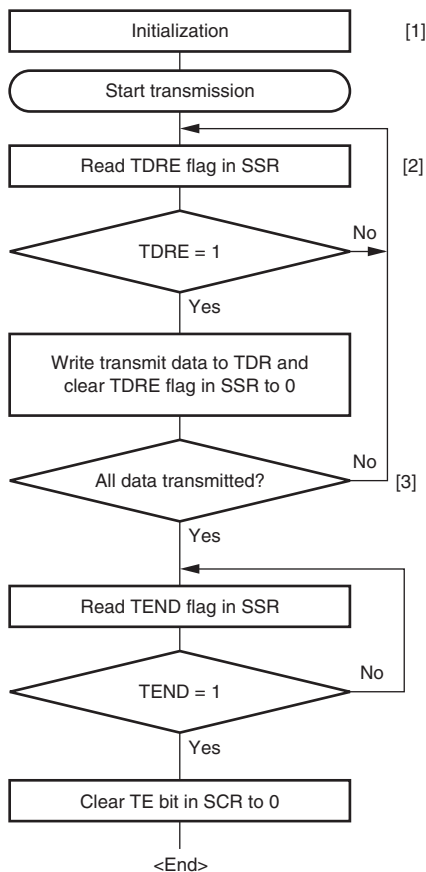 Initialization [1]
Start transmission
Read TDRE flag in SSR [2]
TDRE = 1 No
Yes
Write transmit data to TDR and
clear TDRE flag in SSR to 0
All data transmitted? No
[3]
Yes
Read TEND flag in SSR
TEND = 1 No
Yes
Clear TE bit in SCR to 0
<End>